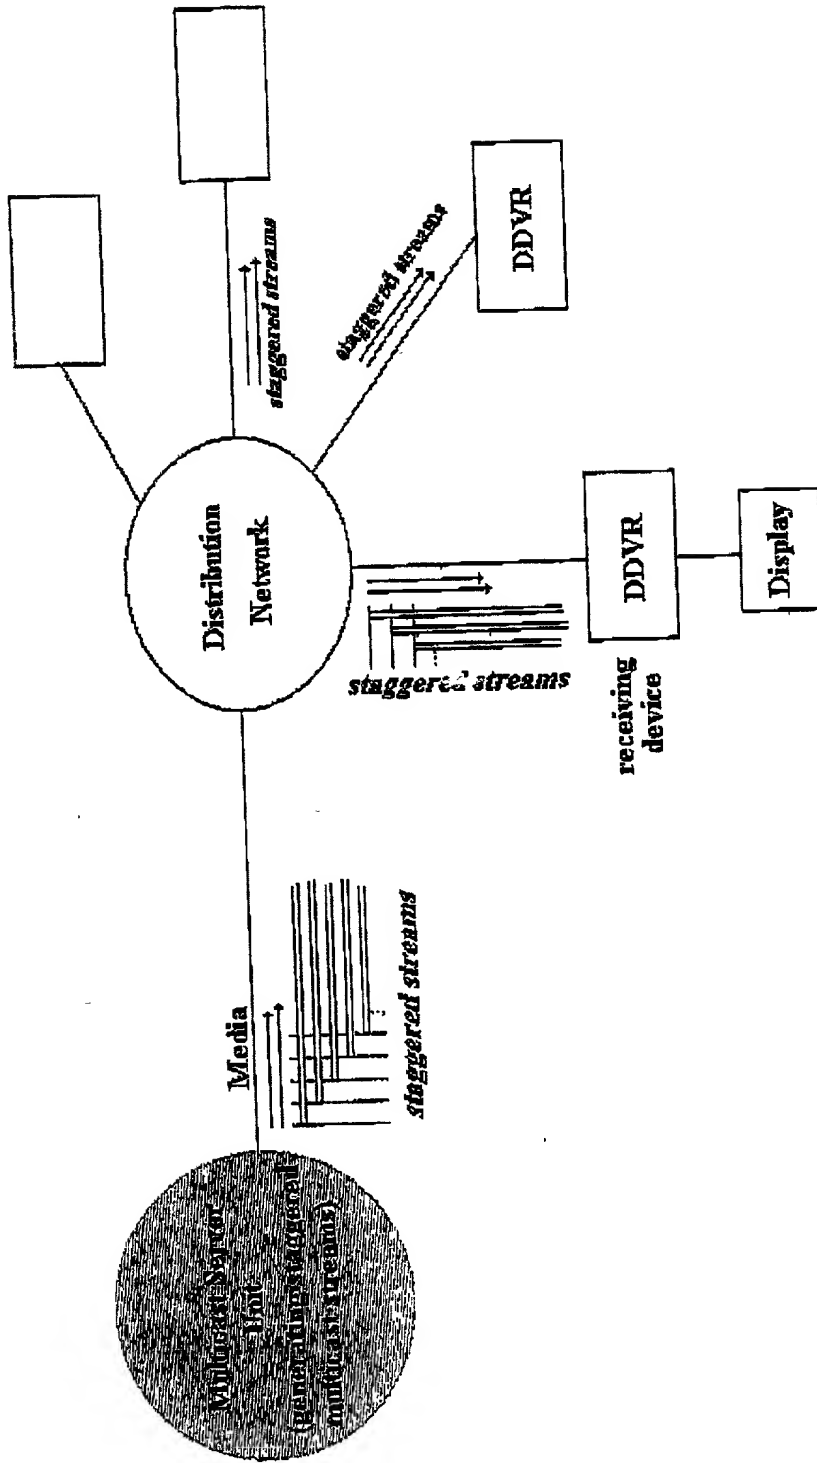 Multicast Server
Unit
(generating staggered
multicast streams)
Media
staggered streams
Distribution
Network
staggered streams
staggered streams
staggered streams
receiving
device
DDVR
DDVR
Display